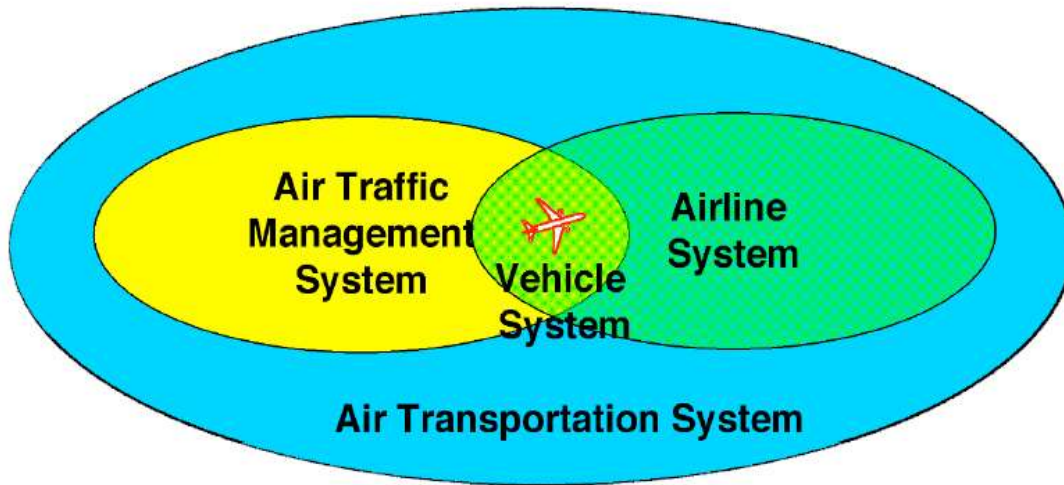 Air Traffic
Management
System
Vehicle
System
Airline
System
Air Transportation System